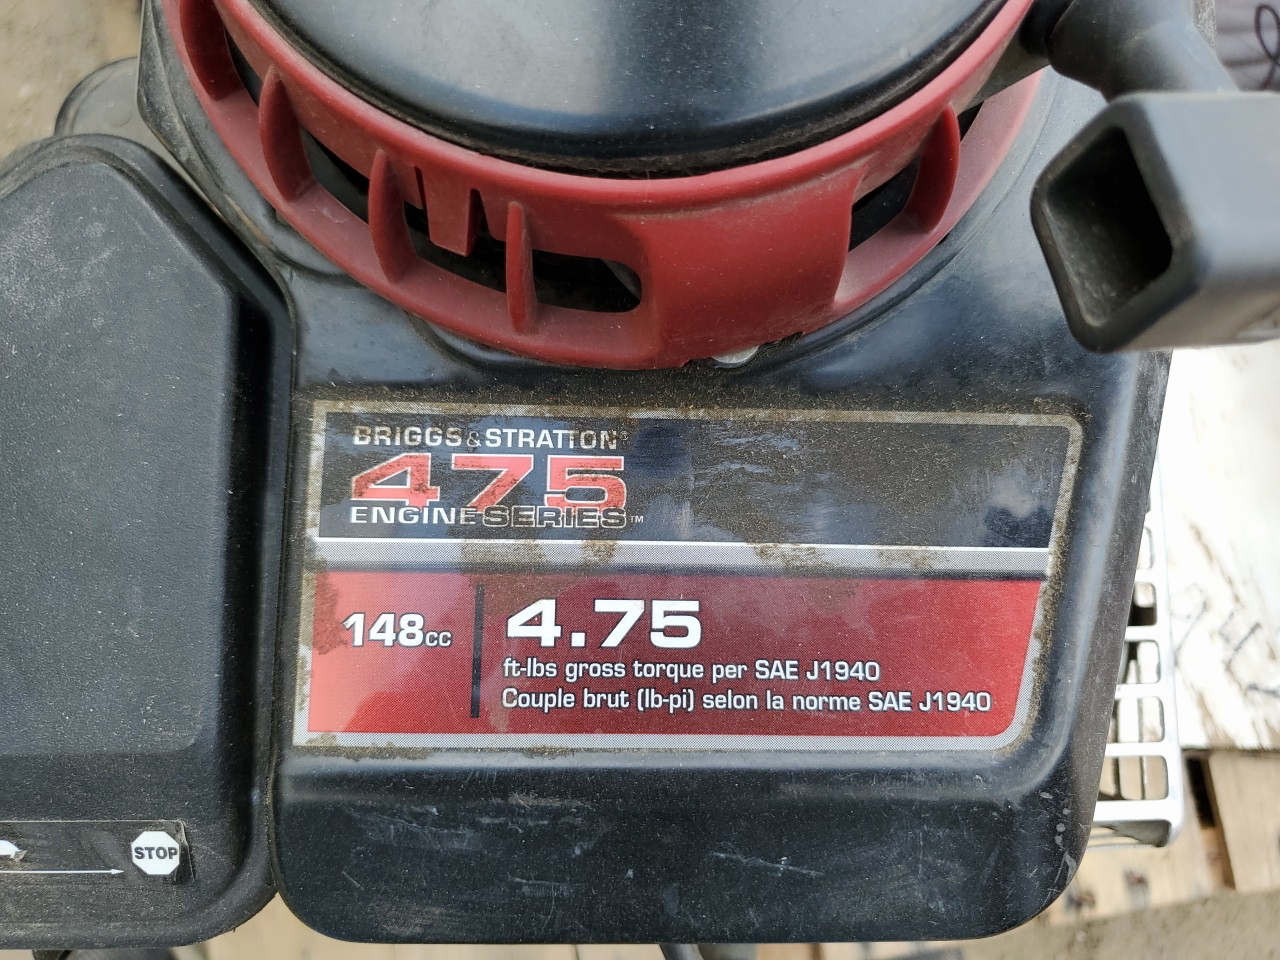 BRIGGS & STRATTON®
475
ENGINE SERIES™
148cc
4.75
ft-lbs gross torque per SAE J1940
Couple brut (lb-pi) selon la norme SAE J1940
STOP